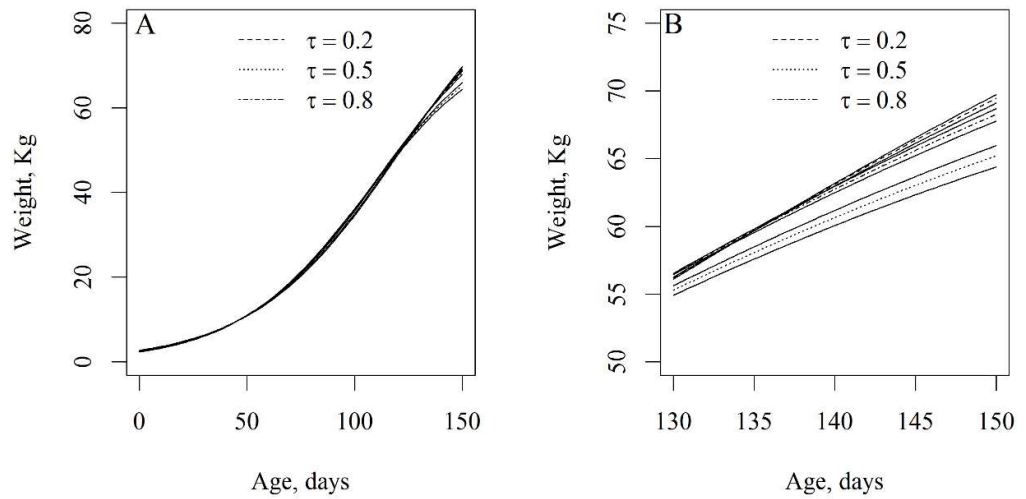 A
τ = 0.2
τ = 0.5
τ = 0.8
Weight, Kg
80
60
40
20
0
0 50 100 150
Age, days
B
τ = 0.2
τ = 0.5
τ = 0.8
Weight, Kg
75
70
65
60
55
50
130 135 140 145 150
Age, days